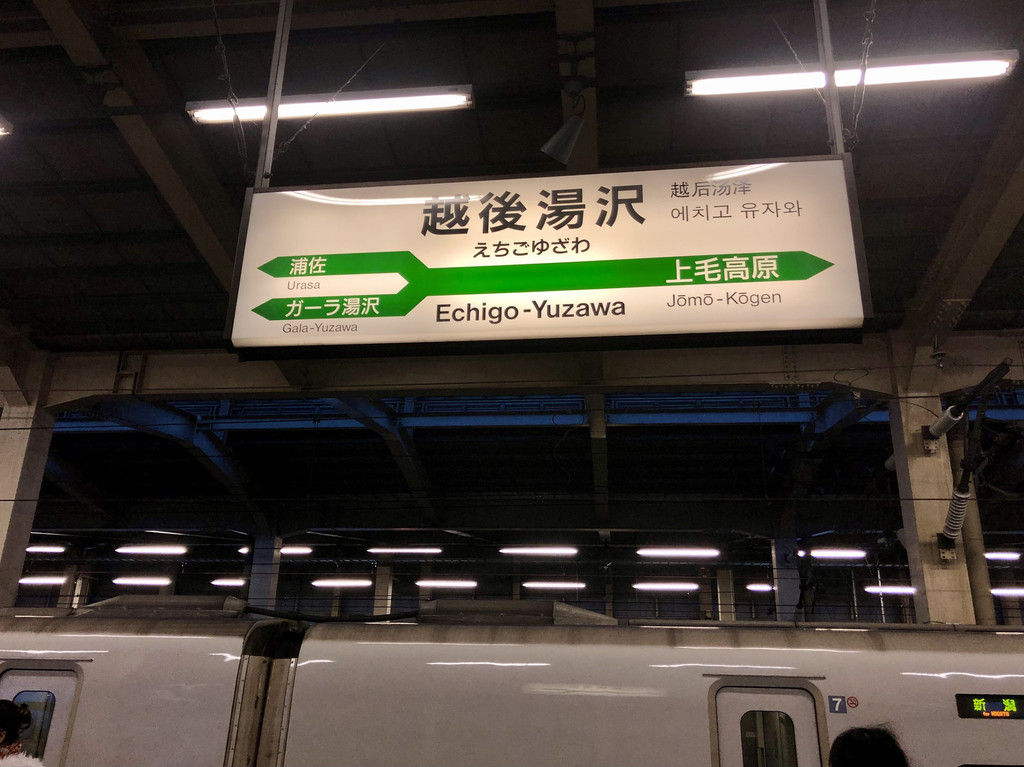 越後湯沢
越后汤泽
에치고 유자와
えちごゆざわ
浦佐
Urasa
ガーラ湯沢
Gala-Yuzawa
Echigo-Yuzawa
上毛高原
Jōmō-Kōgen
7
新潟
for NIIGATA